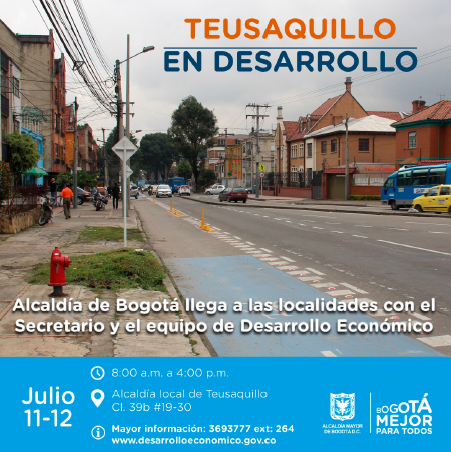 TEUSAQUILLO
EN DESARROLLO
Alcaldía de Bogotá llega a las localidades con el
Secretario y el equipo de Desarrollo Económico
Julio
11-12
8:00 a.m. a 4:00 p.m.
Alcaldía local de Teusaquillo
Cl. 39b #19-30
Mayor información: 3693777 ext: 264
www.desarrolloeconomico.gov.co
ALCALDÍA MAYOR
DE BOGOTÁ D.C.
BOGOTÁ
MEJOR
PARA TODOS